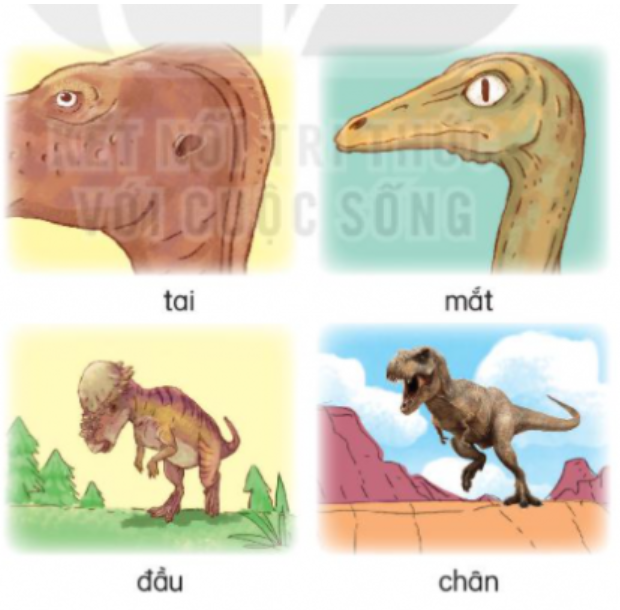 KẾT NỐI TRI THỨC
VỚI CUỘC SỐNG
tai
mắt
đầu
chân